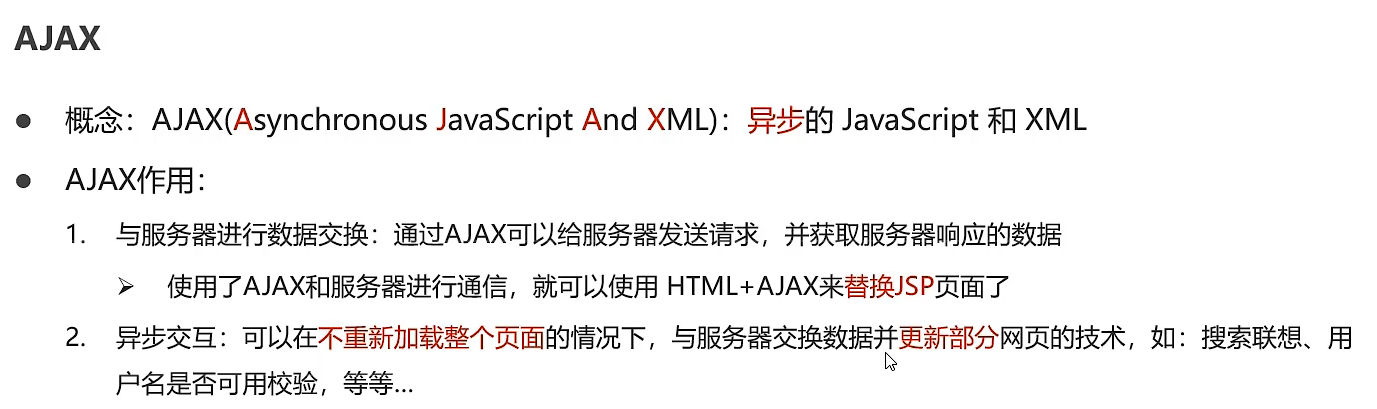 AJAX
● 概念：AJAX(Asynchronous JavaScript And XML)：异步的 JavaScript 和 XML
● AJAX作用：
1. 与服务器进行数据交换：通过AJAX可以给服务器发送请求，并获取服务器响应的数据
➢ 使用了AJAX和服务器进行通信，就可以使用 HTML+AJAX来替换JSP页面了
2. 异步交互：可以在不重新加载整个页面的情况下，与服务器交换数据并更新部分网页的技术，如：搜索联想、用
户名是否可用校验，等等...